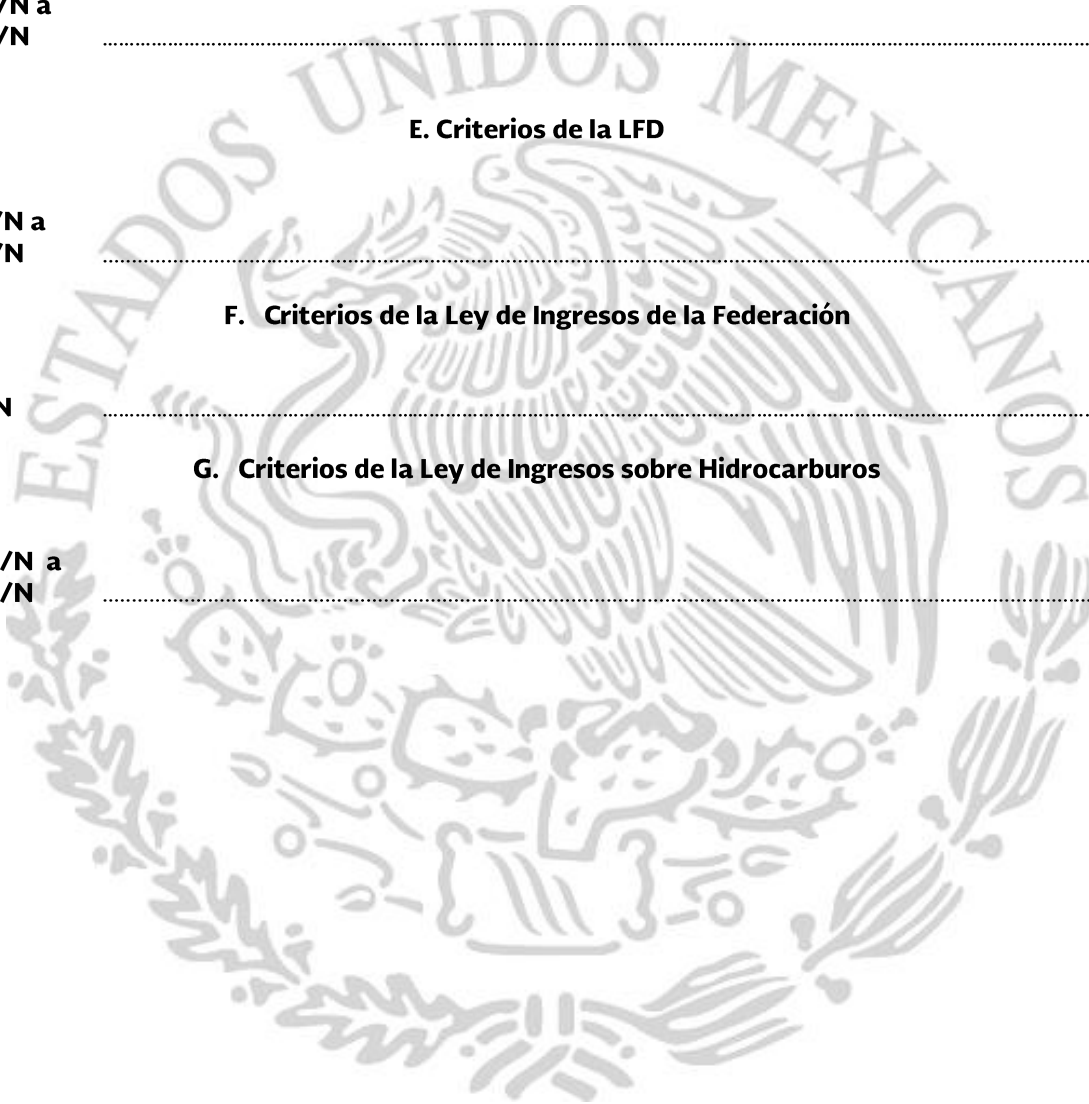 /N a
/N ........................................................................
E. Criterios de la LFD
/N a
/N ........................................................................
F. Criterios de la Ley de Ingresos de la Federación
N ........................................................................
G. Criterios de la Ley de Ingresos sobre Hidrocarburos
/N a
/N ........................................................................
ESTADOS UNIDOS MEXICANOS